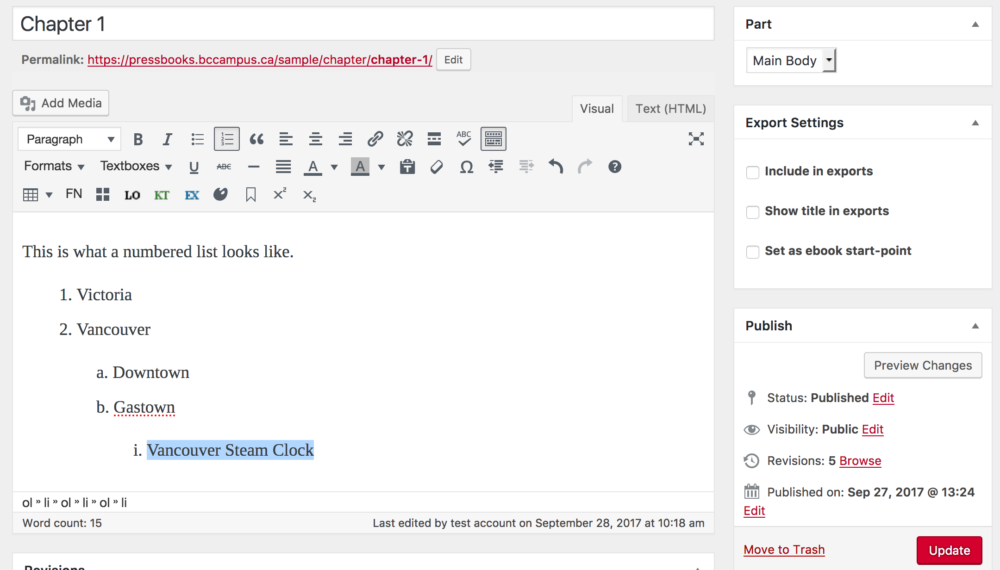 Chapter 1
Permalink: https://pressbooks.bccampus.ca/sample/chapter/chapter-1/ Edit
Add Media
Visual Text (HTML)
Paragraph B I 1 2 3 “ ABC
Formats Textboxes U ABC A A T Ω ?
FN LO KT EX X² X₂
This is what a numbered list looks like.
1. Victoria
2. Vancouver
a. Downtown
b. Gastown
i. Vancouver Steam Clock
ol » li » ol » li » ol » li
Word count: 15 Last edited by test account on September 28, 2017 at 10:18 am
Revisions
Part
Main Body
Export Settings
Include in exports
Show title in exports
Set as ebook start-point
Publish
Preview Changes
Status: Published Edit
Visibility: Public Edit
Revisions: 5 Browse
Published on: Sep 27, 2017 @ 13:24
Edit
Move to Trash Update